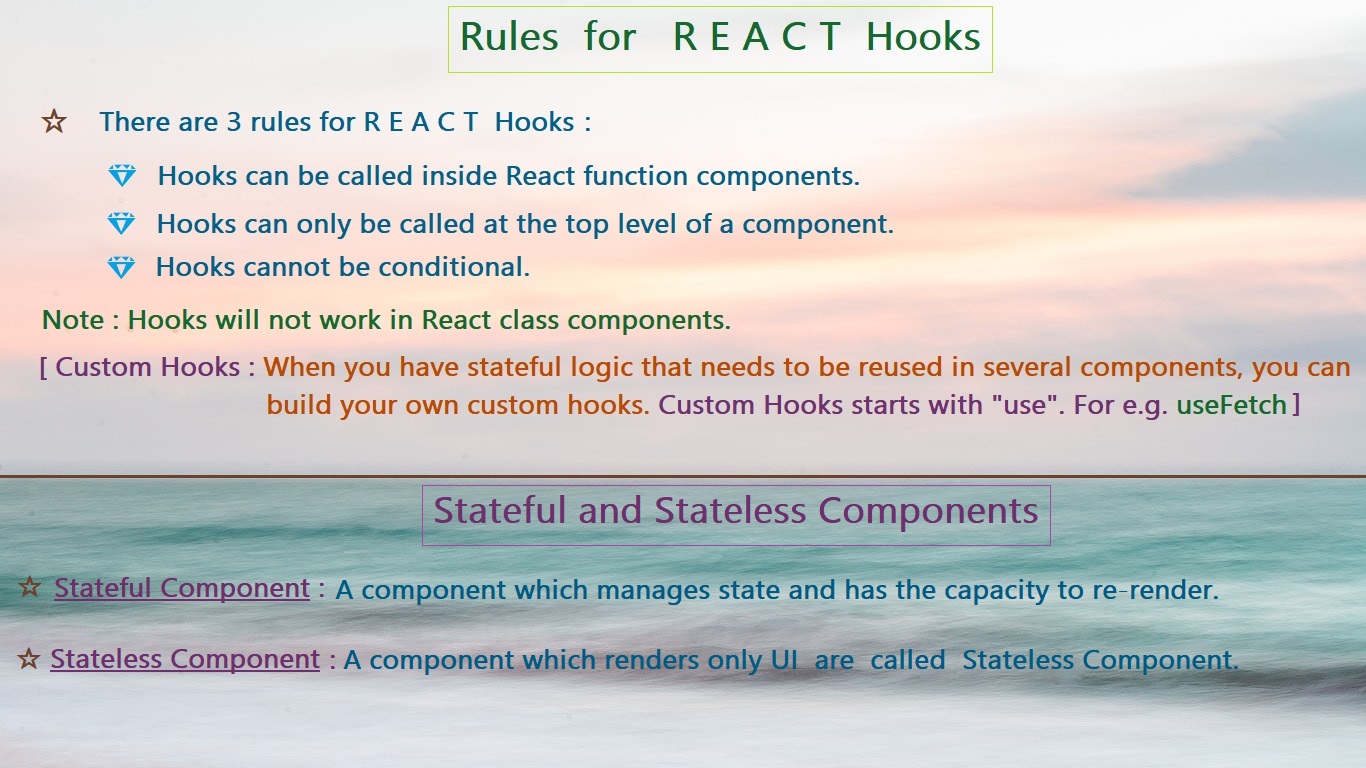 Rules for R E A C T Hooks
☆ There are 3 rules for R E A C T Hooks :
Hooks can be called inside React function components.
Hooks can only be called at the top level of a component.
Hooks cannot be conditional.
Note : Hooks will not work in React class components.
[ Custom Hooks : When you have stateful logic that needs to be reused in several components, you can
build your own custom hooks. Custom Hooks starts with "use". For e.g. useFetch ]
Stateful and Stateless Components
☆ Stateful Component : A component which manages state and has the capacity to re-render.
☆ Stateless Component : A component which renders only UI are called Stateless Component.